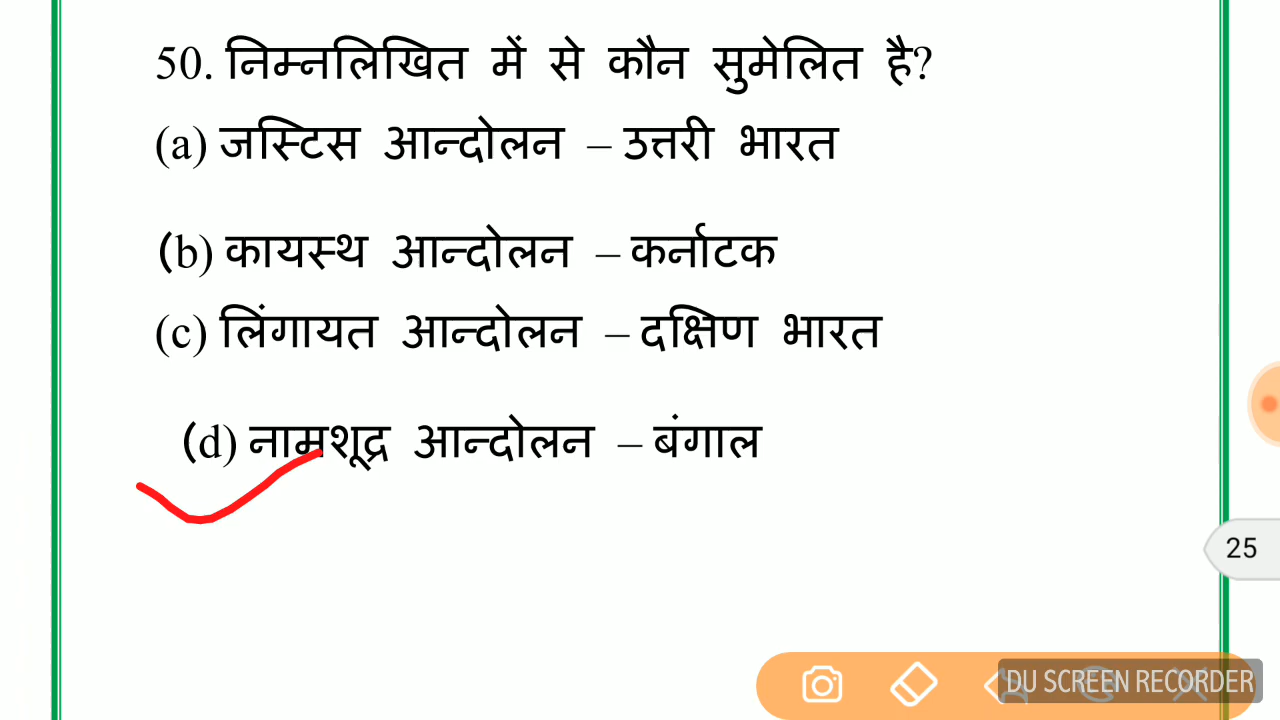 50. निम्नलिखित में से कौन सुमेलित है?
(a) जस्टिस आन्दोलन – उत्तरी भारत
(b) कायस्थ आन्दोलन – कर्नाटक
(c) लिंगायत आन्दोलन – दक्षिण भारत
(d) नामशूद्र आन्दोलन – बंगाल
25
DU SCREEN RECORDER